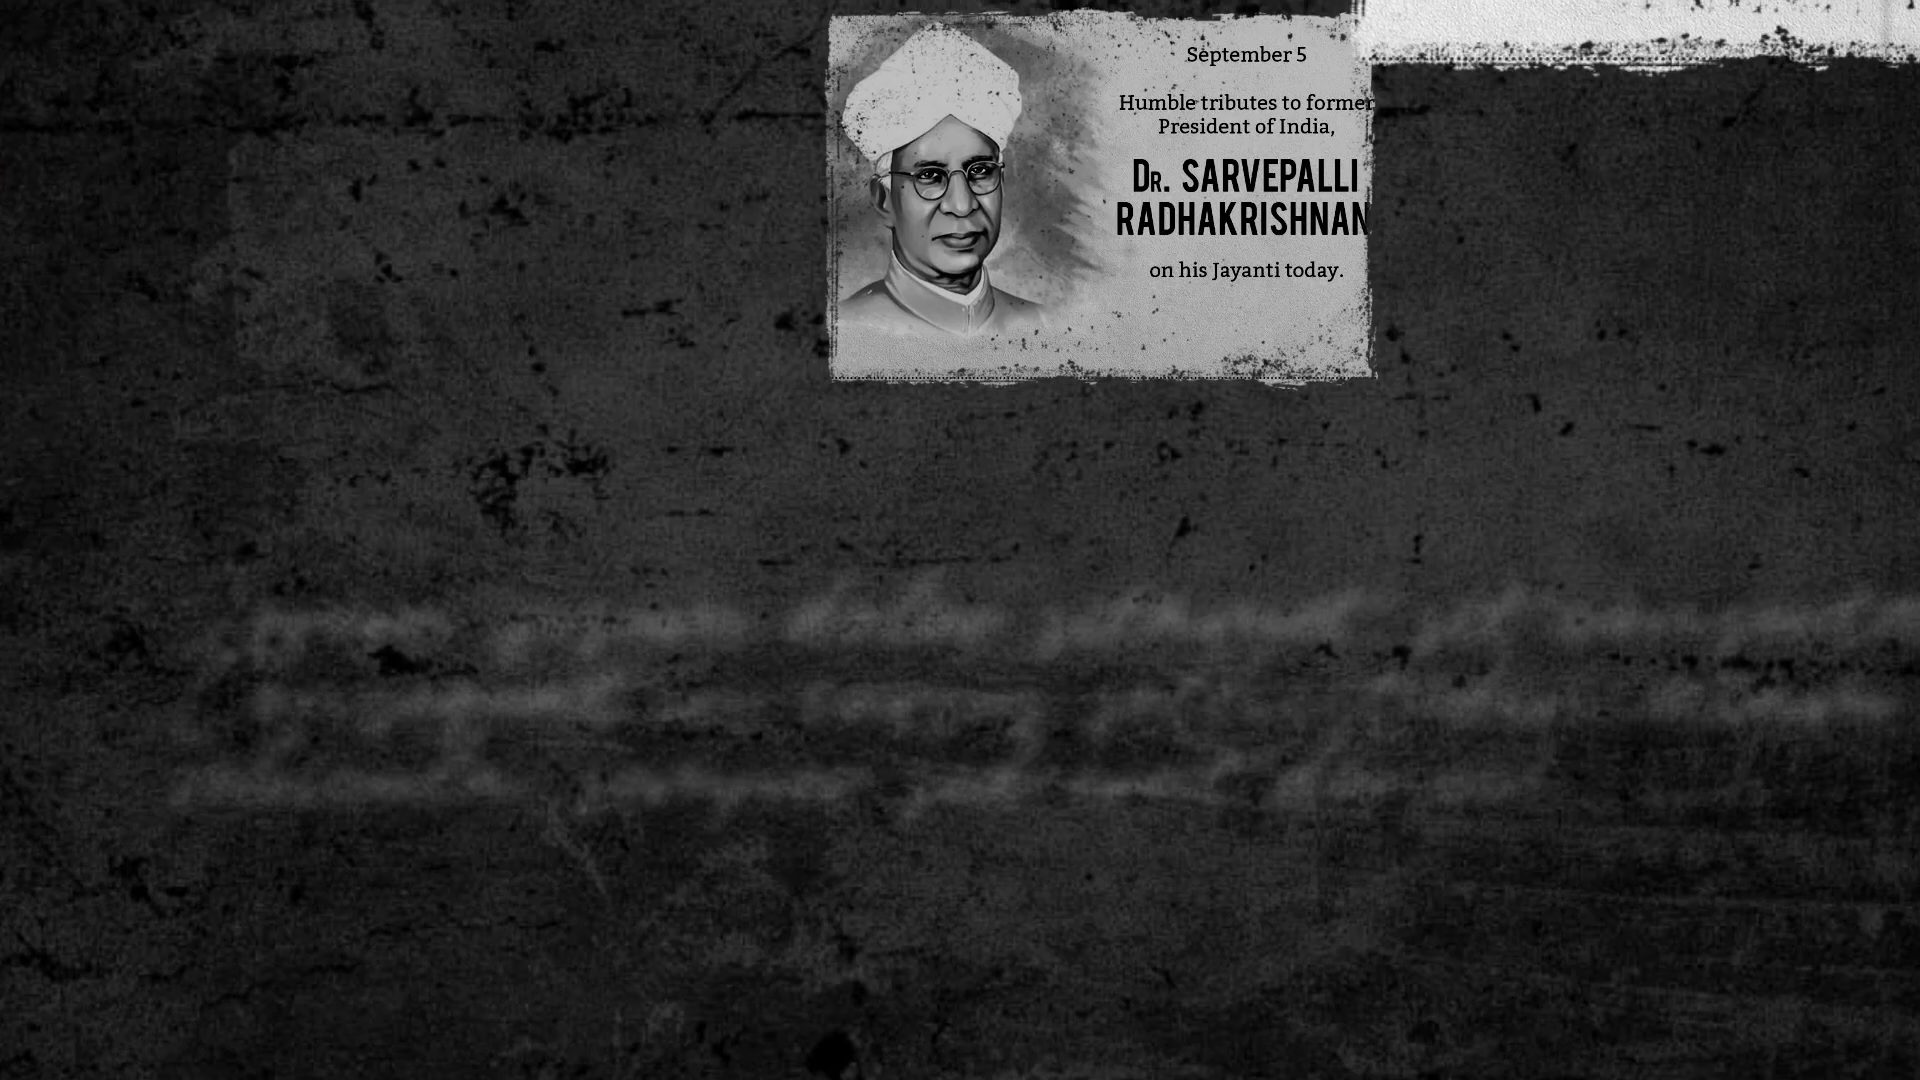 September 5
Humble tributes to former
President of India,
DR. SARVEPALLI
RADHAKRISHNAN
on his Jayanti today.